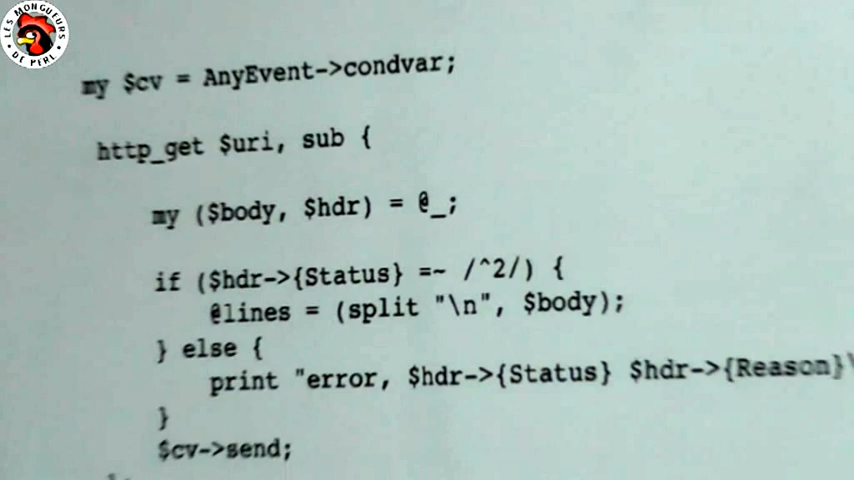 LES MONGUEURS
DE PERL
my $cv = AnyEvent->condvar;
http_get $uri, sub {
my ($body, $hdr) = @_;
if ($hdr->{Status} =~ /^2/) {
@lines = (split "\n", $body);
} else {
print "error, $hdr->{Status} $hdr->{Reason}\
}
$cv->send;